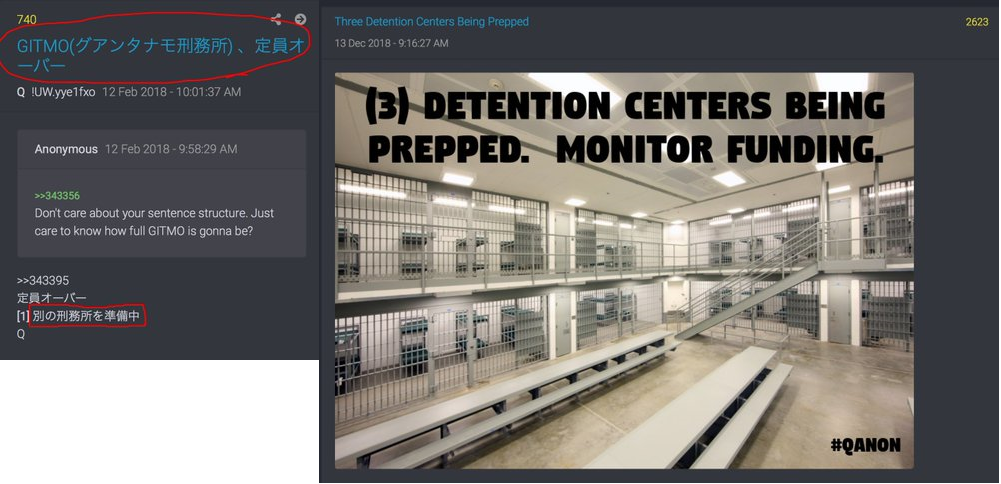 740
GITMO(グアンタナモ刑務所) 、定員オ
ーバー
Q !UW.yye1fxo 12 Feb 2018 - 10:01:37 AM
Anonymous 12 Feb 2018 - 9:58:29 AM
>>343356
Don't care about your sentence structure. Just
care to know how full GITMO is gonna be?
>>343395
定員オーバー
[1] 別の刑務所を準備中
Q
Three Detention Centers Being Prepped
2623
13 Dec 2018 - 9:16:27 AM
(3) DETENTION CENTERS BEING
PREPPED. MONITOR FUNDING.
#QANON